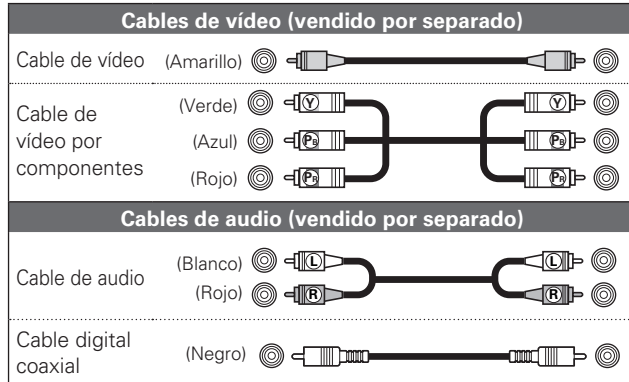 Cables de vídeo (vendido por separado)
Cable de vídeo (Amarillo)
Cable de vídeo por componentes
(Verde) Y Y
(Azul) PB PB
(Rojo) PR PR
Cables de audio (vendido por separado)
Cable de audio
(Blanco) L L
(Rojo) R R
Cable digital coaxial
(Negro)